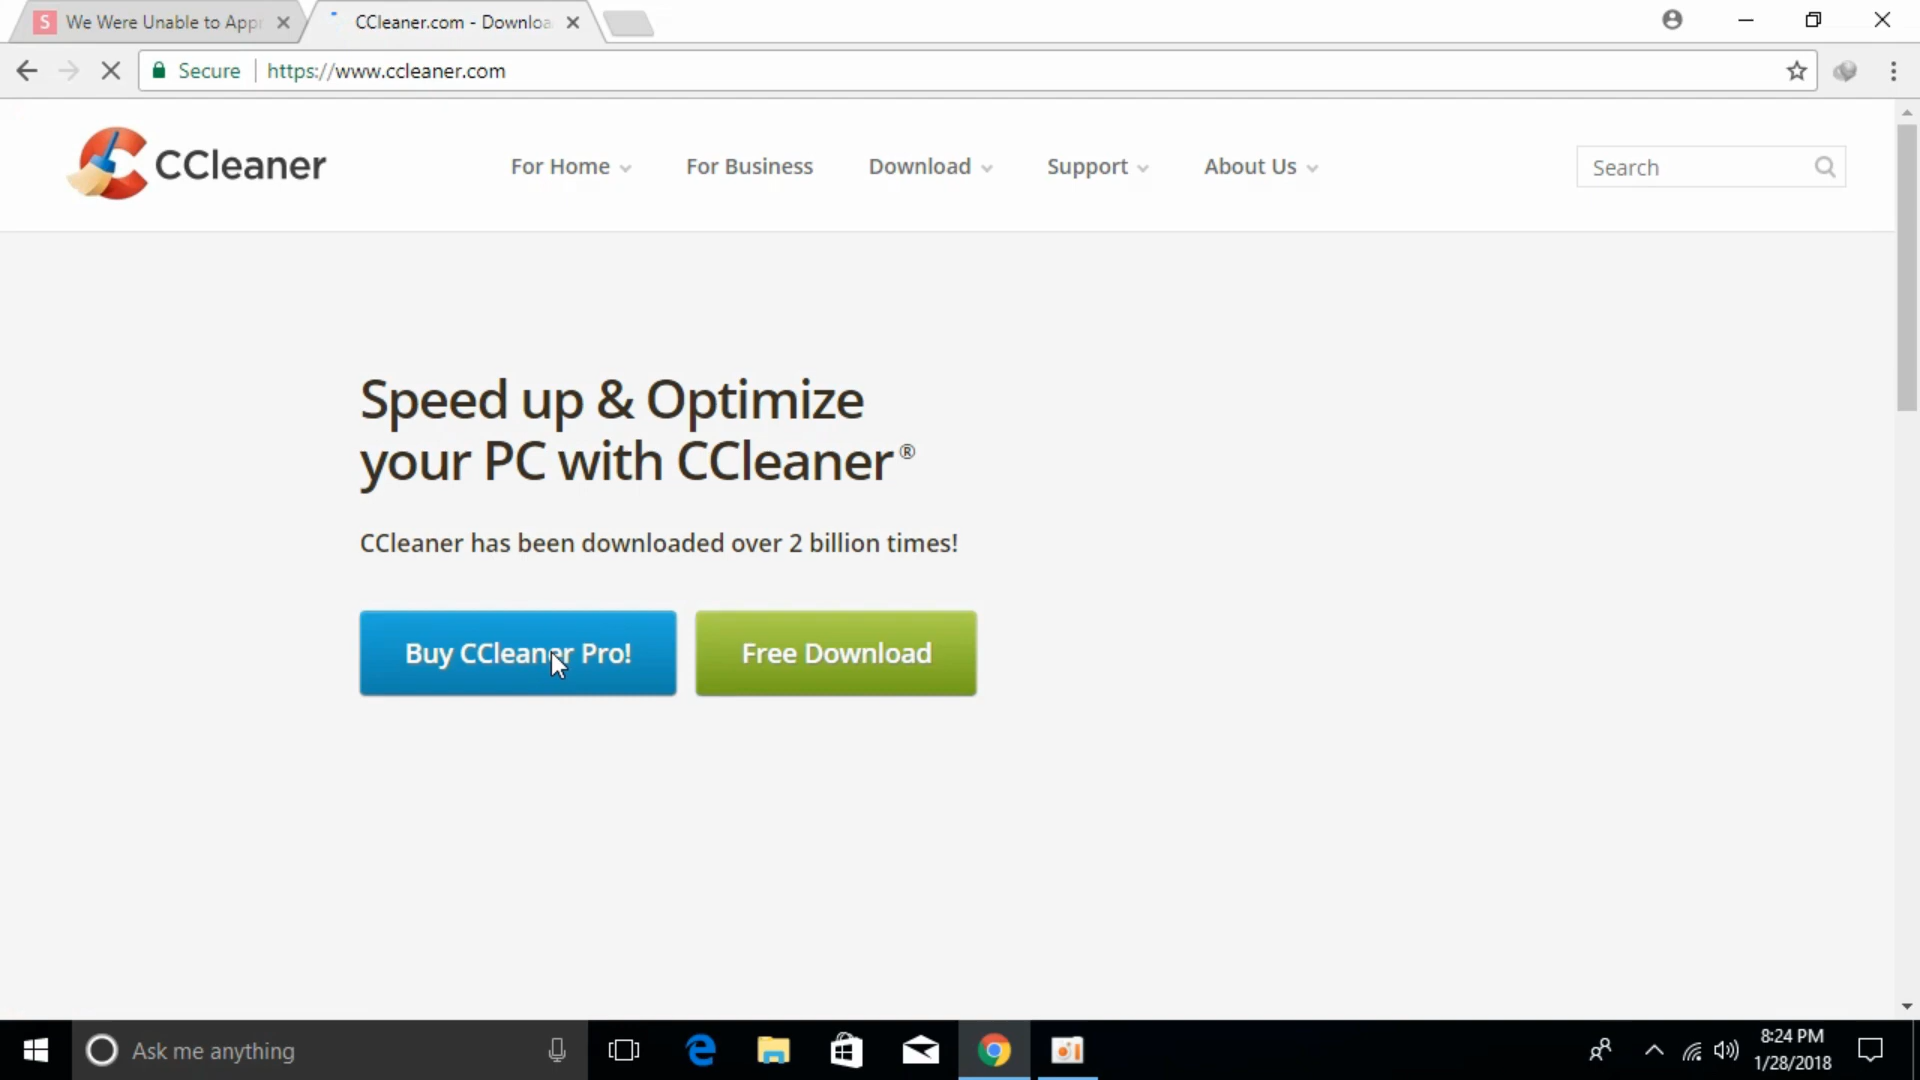 S We Were Unable to App
CCleaner.com - Downloa
Secure https://www.ccleaner.com
CCleaner
For Home
For Business
Download
Support
About Us
Search
Speed up & Optimize
your PC with CCleaner®
CCleaner has been downloaded over 2 billion times!
Buy CCleaner Pro!
Free Download
Ask me anything
8:24 PM
1/28/2018